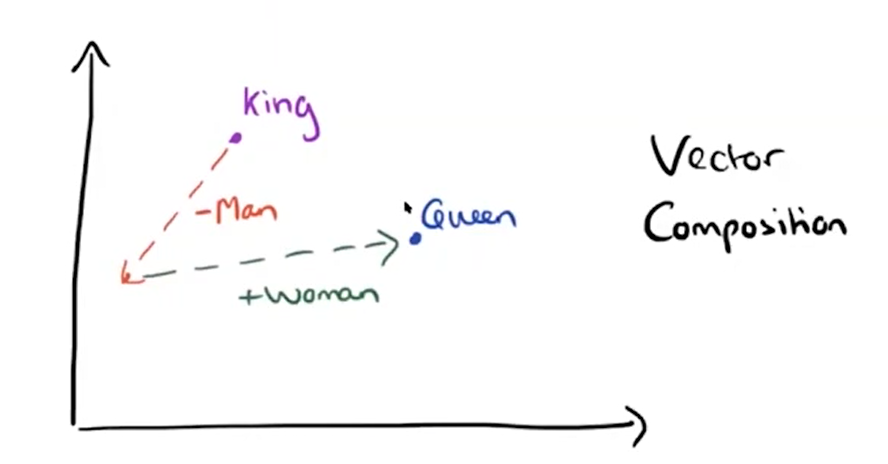 King
-Man
Queen
+Woman
Vector
Composition